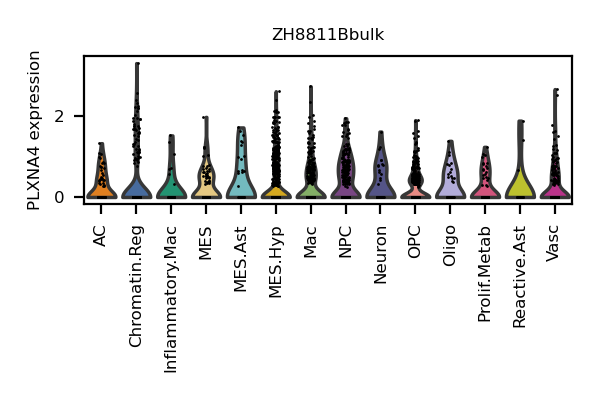 ZH8811Bbulk
PLXNA4 expression
2
0
AC
Chromatin.Reg
Inflammatory.Mac
MES
MES.Ast
MES.Hyp
Mac
NPC
Neuron
OPC
Oligo
Prolif.Metab
Reactive.Ast
Vasc